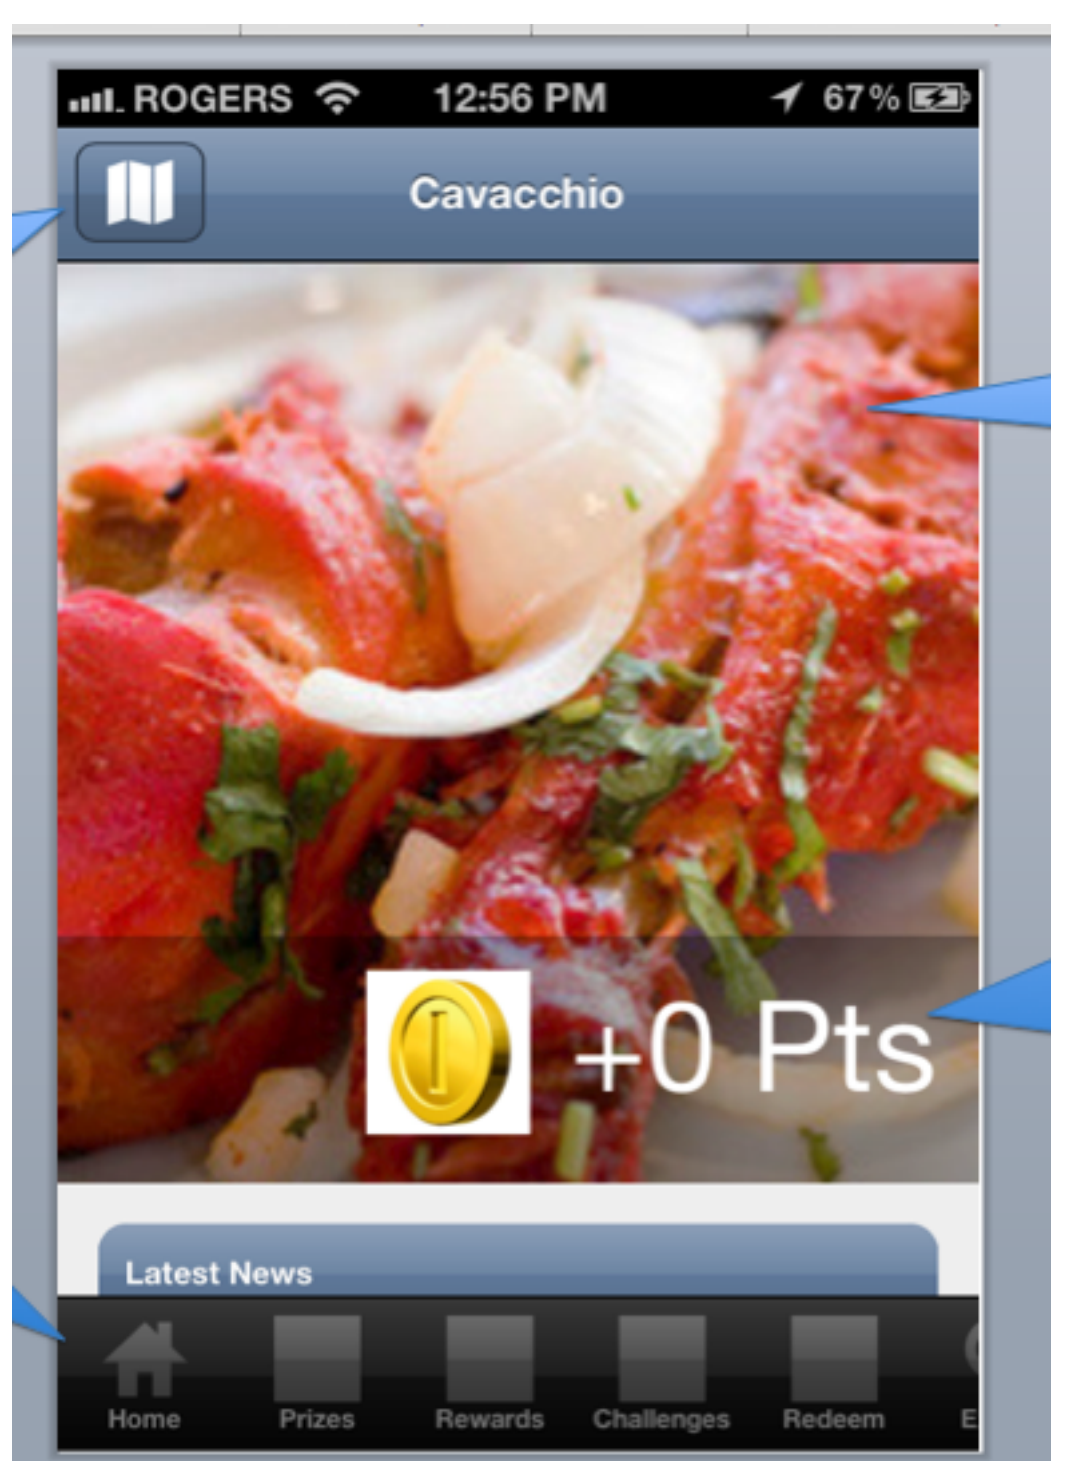 ROGERS 12:56 PM 67%
Cavacchio
+0 Pts
Latest News
Home Prizes Rewards Challenges Redeem E